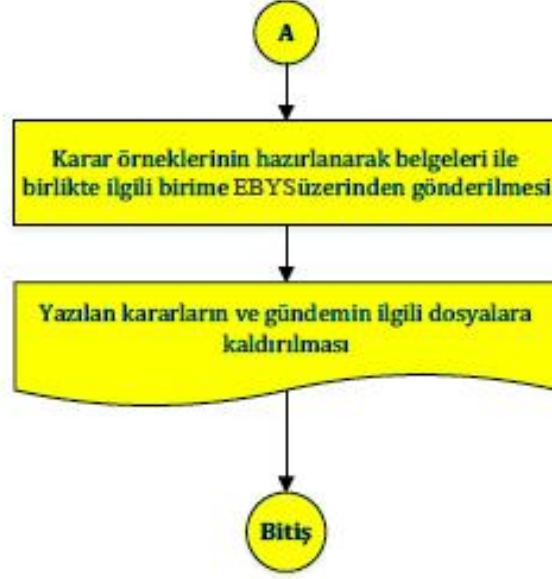 A
Karar örneklerinin hazırlanarak belgeleri ile
birlikte ilgili birime EBYSüzerinden gönderilmesi
Yazılan kararların ve gündemin ilgili dosyalara
kaldırılması
Bitiş